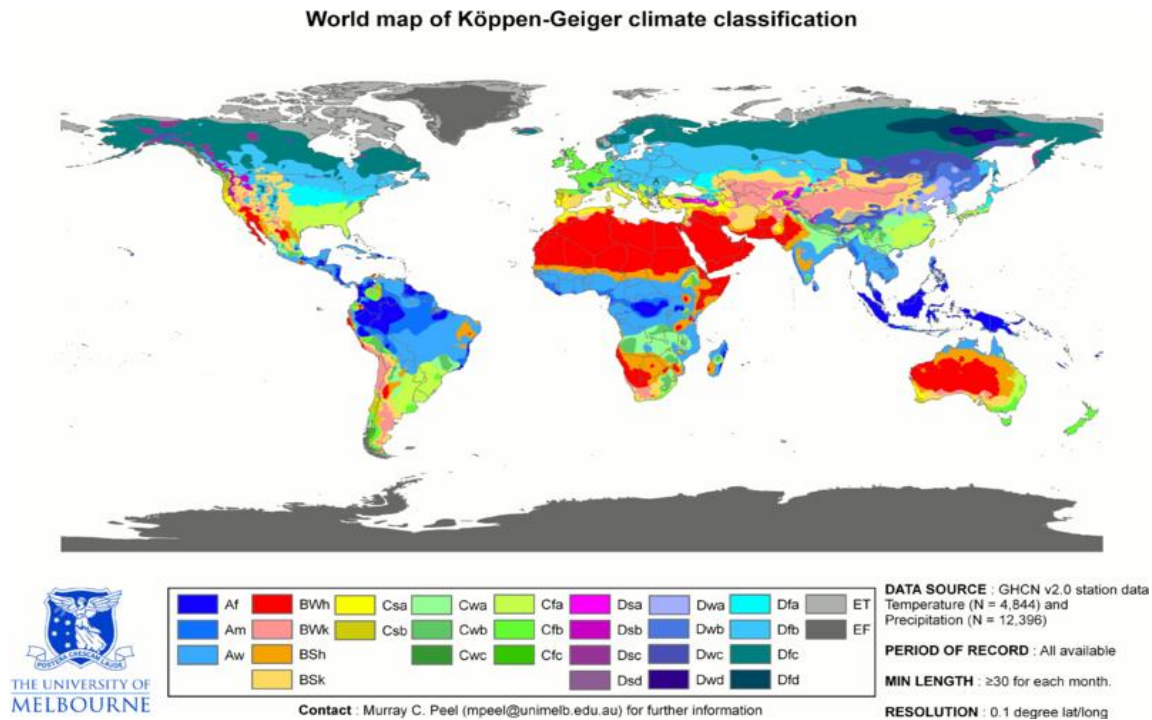 World map of Köppen-Geiger climate classification
POSTERA CRESCAM LAUDE
THE UNIVERSITY OF
MELBOURNE
Af BWh Csa Cwa Cfa Dsa Dwa Dfa ET
Am BWk Csb Cwb Cfb Dsb Dwb Dfb EF
Aw BSh Cwc Cfc Dsc Dwc Dfc
BSk Dsd Dwd Dfd
Contact : Murray C. Peel (mpeel@unimelb.edu.au) for further information
DATA SOURCE : GHCN v2.0 station data
Temperature (N = 4,844) and
Precipitation (N = 12,396)
PERIOD OF RECORD : All available
MIN LENGTH : ≥30 for each month.
RESOLUTION : 0.1 degree lat/long